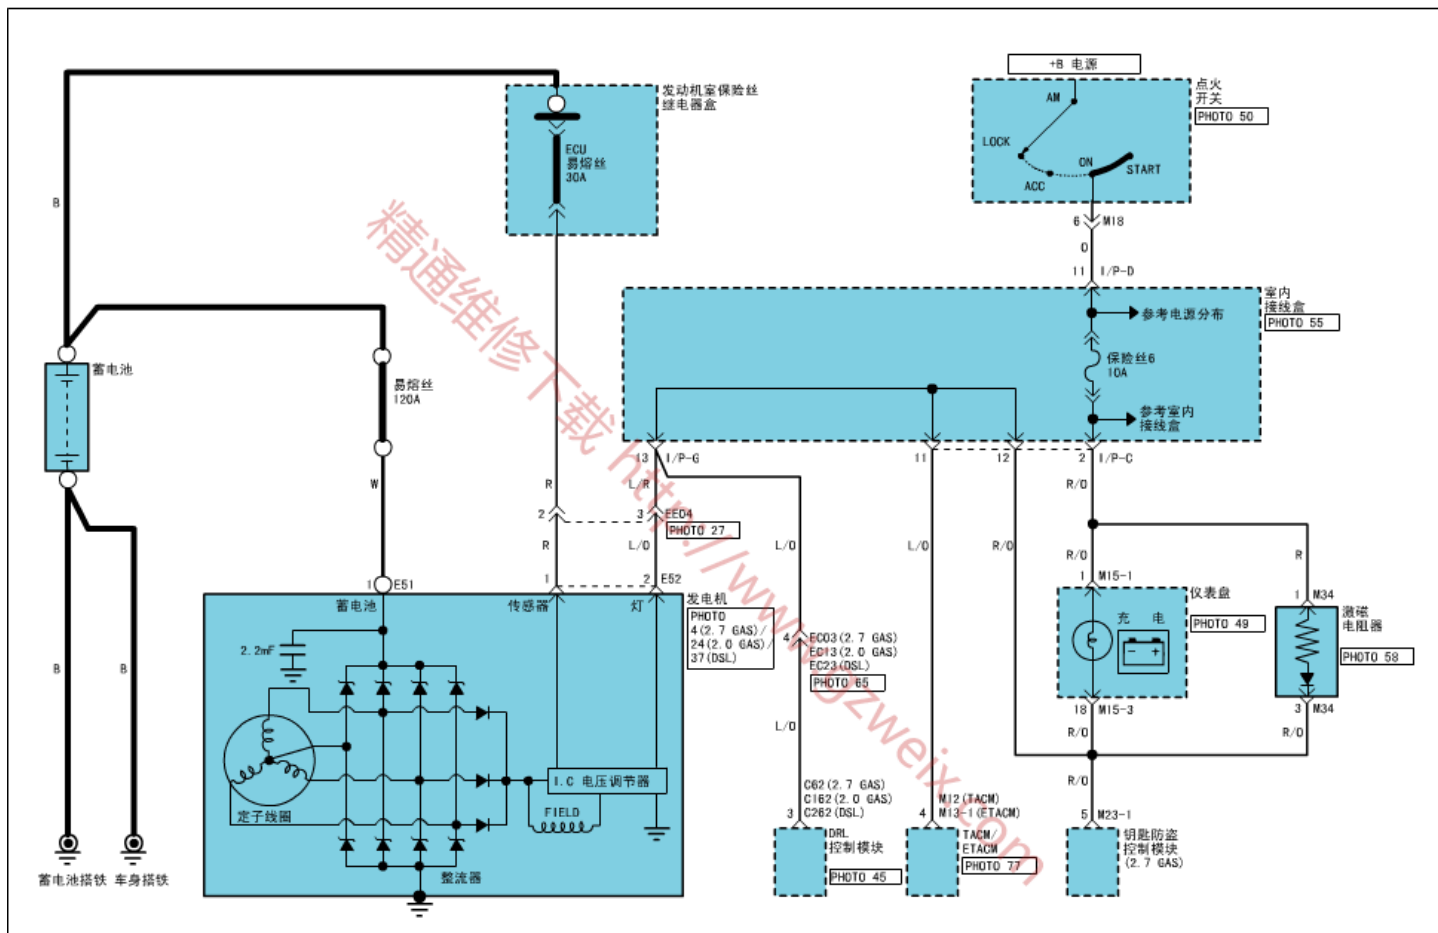 +B 电源
AM
LOCK
ACC
ON
START
点火
开关
PHOTO 50
发动机室保险丝
继电器盒
ECU
易熔丝
30A
B
6
M18
O
11
I/P-D
室内
接线盒
PHOTO 55
参考电源分布
保险丝6
10A
参考室内
接线盒
蓄电池
易熔丝
120A
13
I/P-G
11
12
2
I/P-C
W
R
L/R
R/O
2
3
EE04
PHOTO 27
R
L/O
L/O
L/O
R/O
R/O
R
1
E51
1
2
E52
1
M15-1
1
M34
蓄电池
传感器
灯
发电机
PHOTO
4(2.7 GAS)/
24(2.0 GAS)/
37(DSL)
仪表盘
PHOTO 49
充 电
激磁
电阻器
PHOTO 58
2.2mF
4
EC03(2.7 GAS)
EC13(2.0 GAS)
EC23(DSL)
PHOTO 65
B
B
18
M15-3
3
M34
L/O
R/O
R/O
R/O
I.C 电压调节器
FIELD
定子线圈
整流器
3
C62(2.7 GAS)
C162(2.0 GAS)
C262(DSL)
4
M12(TACM)
M13-1(ETACM)
5
M23-1
DRL
控制模块
PHOTO 45
TACM/
ETACM
PHOTO 77
钥匙防盗
控制模块
(2.7 GAS)
蓄电池搭铁
车身搭铁
精通维修下载 http://www.gzweix.com